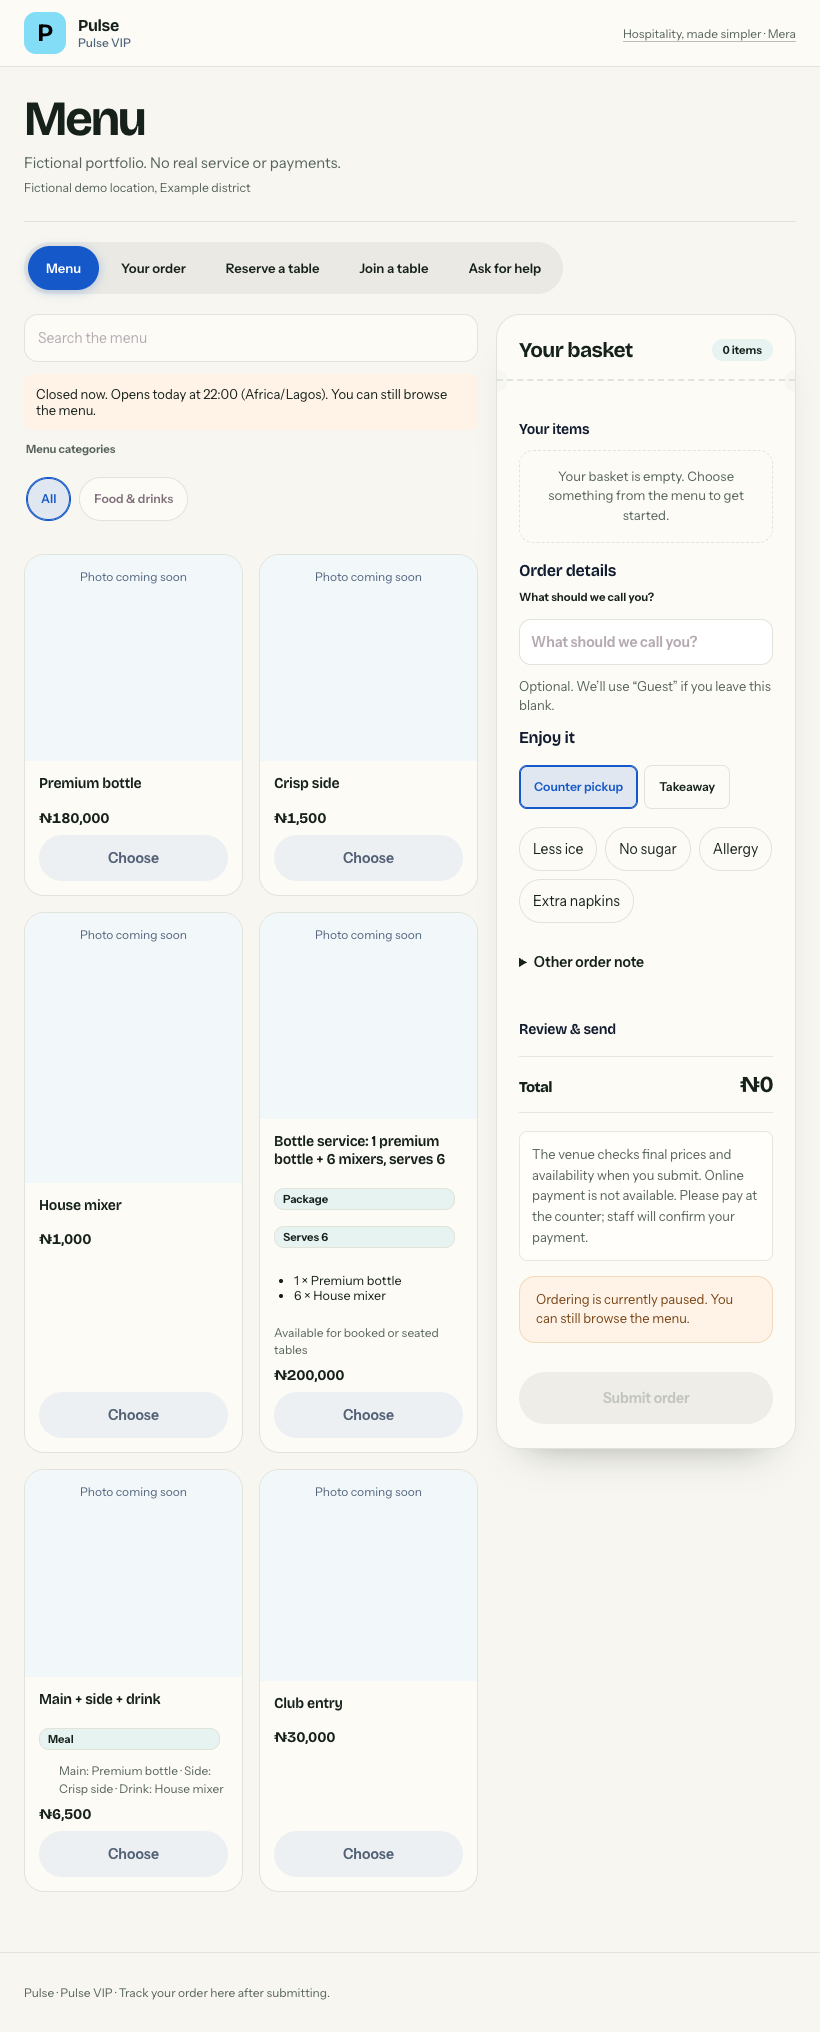 P
Pulse
Pulse VIP
Hospitality, made simpler · Mera
Menu
Fictional portfolio. No real service or payments.
Fictional demo location, Example district
Menu
Your order
Reserve a table
Join a table
Ask for help
Search the menu
Closed now. Opens today at 22:00 (Africa/Lagos). You can still browse
the menu.
Menu categories
All
Food & drinks
Photo coming soon
Premium bottle
₦180,000
Choose
Photo coming soon
Crisp side
₦1,500
Choose
Photo coming soon
House mixer
₦1,000
Choose
Photo coming soon
Bottle service: 1 premium
bottle + 6 mixers, serves 6
Package
Serves 6
• 1 × Premium bottle
• 6 × House mixer
Available for booked or seated
tables
₦200,000
Choose
Photo coming soon
Main + side + drink
Meal
Main: Premium bottle · Side:
Crisp side · Drink: House mixer
₦6,500
Choose
Photo coming soon
Club entry
₦30,000
Choose
Your basket
0 items
Your items
Your basket is empty. Choose
something from the menu to get
started.
Order details
What should we call you?
What should we call you?
Optional. We’ll use “Guest” if you leave this
blank.
Enjoy it
Counter pickup
Takeaway
Less ice
No sugar
Allergy
Extra napkins
Other order note
Review & send
Total
₦0
The venue checks final prices and
availability when you submit. Online
payment is not available. Please pay at
the counter; staff will confirm your
payment.
Ordering is currently paused. You
can still browse the menu.
Submit order
Pulse · Pulse VIP · Track your order here after submitting.